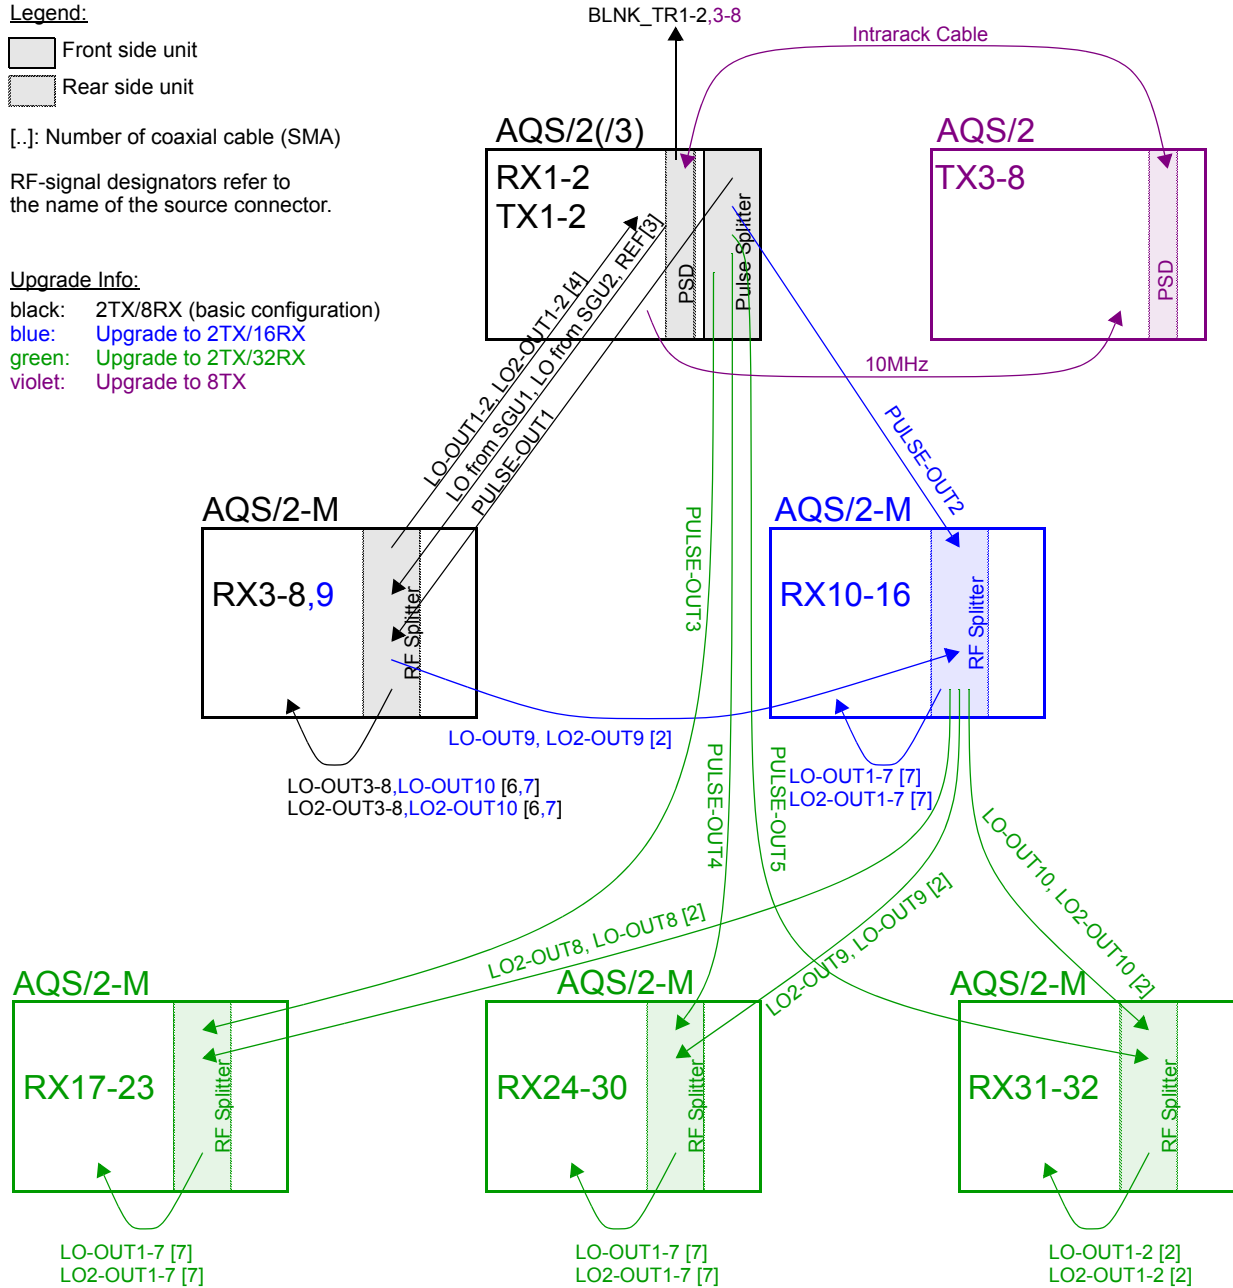 Legend:
Front side unit
Rear side unit
[..]: Number of coaxial cable (SMA)
RF-signal designators refer to
the name of the source connector.
Upgrade Info:
black: 2TX/8RX (basic configuration)
blue: Upgrade to 2TX/16RX
green: Upgrade to 2TX/32RX
violet: Upgrade to 8TX
BLNK_TR1-2,3-8
Intrarack Cable
AQS/2(/3)
RX1-2
TX1-2
PSD
Pulse Splitter
AQS/2
TX3-8
PSD
10MHz
LO-OUT1-2, LO2-OUT1-2 [4]
LO from SGU1, LO from SGU2, REF[3]
PULSE-OUT1
PULSE-OUT2
PULSE-OUT3
PULSE-OUT4
PULSE-OUT5
AQS/2-M
RX3-8,9
RF Splitter
LO-OUT9, LO2-OUT9 [2]
LO-OUT3-8,LO-OUT10 [6,7]
LO2-OUT3-8,LO2-OUT10 [6,7]
AQS/2-M
RX10-16
RF Splitter
LO-OUT1-7 [7]
LO2-OUT1-7 [7]
LO2-OUT8, LO-OUT8 [2]
LO2-OUT9, LO-OUT9 [2]
LO-OUT10, LO2-OUT10 [2]
AQS/2-M
RX17-23
RF Splitter
LO-OUT1-7 [7]
LO2-OUT1-7 [7]
AQS/2-M
RX24-30
RF Splitter
LO-OUT1-7 [7]
LO2-OUT1-7 [7]
AQS/2-M
RX31-32
RF Splitter
LO-OUT1-2 [2]
LO2-OUT1-2 [2]